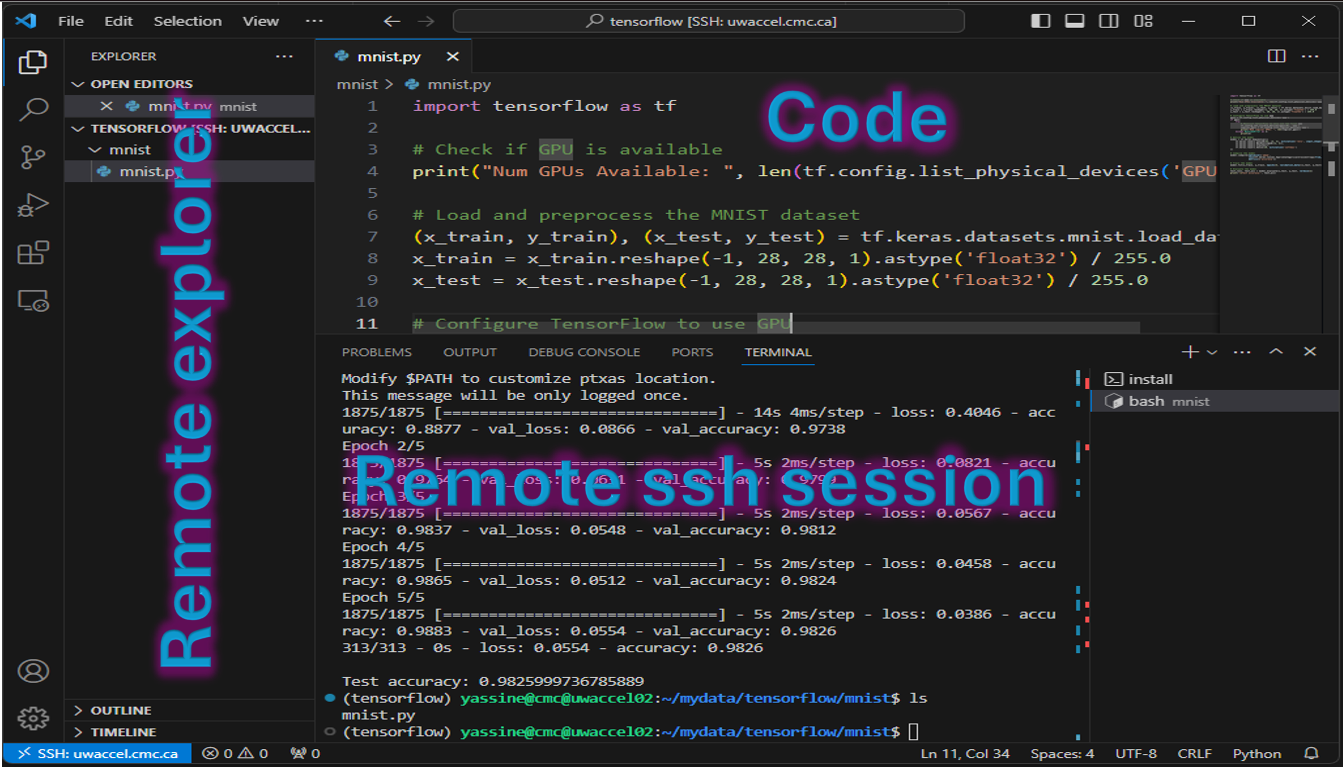 File Edit Selection View ··· tensorflow [SSH: uwaccel.cmc.ca]
EXPLORER ···
OPEN EDITORS
mnist.py mnist
TENSORFLOW [SSH: UWACCEL...
mnist
mnist.py
Remote explorer
OUTLINE
TIMELINE
mnist.py
mnist > mnist.py
Code
1 import tensorflow as tf
2
3 # Check if GPU is available
4 print("Num GPUs Available: ", len(tf.config.list_physical_devices('GPU
5
6 # Load and preprocess the MNIST dataset
7 (x_train, y_train), (x_test, y_test) = tf.keras.datasets.mnist.load_da
8 x_train = x_train.reshape(-1, 28, 28, 1).astype('float32') / 255.0
9 x_test = x_test.reshape(-1, 28, 28, 1).astype('float32') / 255.0
10
11 # Configure TensorFlow to use GPU
PROBLEMS OUTPUT DEBUG CONSOLE PORTS TERMINAL
install
bash mnist
Modify $PATH to customize ptxas location.
This message will be only logged once.
1875/1875 [==============================] - 14s 4ms/step - loss: 0.4046 - acc
uracy: 0.8877 - val_loss: 0.0866 - val_accuracy: 0.9738
Epoch 2/5
1875/1875 [==============================] - 5s 2ms/step - loss: 0.0821 - accu
Remote ssh session
Epoch 3/5
1875/1875 [==============================] - 5s 2ms/step - loss: 0.0567 - accu
racy: 0.9837 - val_loss: 0.0548 - val_accuracy: 0.9812
Epoch 4/5
1875/1875 [==============================] - 5s 2ms/step - loss: 0.0458 - accu
racy: 0.9865 - val_loss: 0.0512 - val_accuracy: 0.9824
Epoch 5/5
1875/1875 [==============================] - 5s 2ms/step - loss: 0.0386 - accu
racy: 0.9883 - val_loss: 0.0554 - val_accuracy: 0.9826
313/313 - 0s - loss: 0.0554 - accuracy: 0.9826
Test accuracy: 0.9825999736785889
(tensorflow) yassine@cmc@uwaccel02:~/mydata/tensorflow/mnist$ ls
mnist.py
(tensorflow) yassine@cmc@uwaccel02:~/mydata/tensorflow/mnist$
SSH: uwaccel.cmc.ca 0 0 0 Ln 11, Col 34 Spaces: 4 UTF-8 CRLF Python